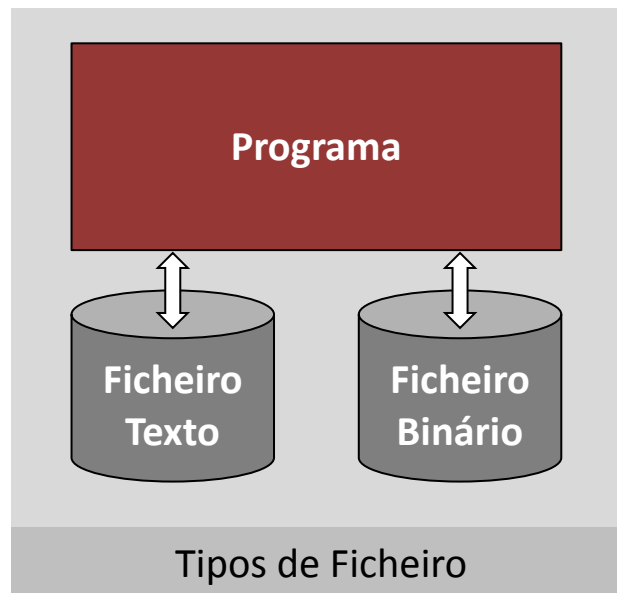 Programa
Ficheiro
Texto
Ficheiro
Binário
Tipos de Ficheiro